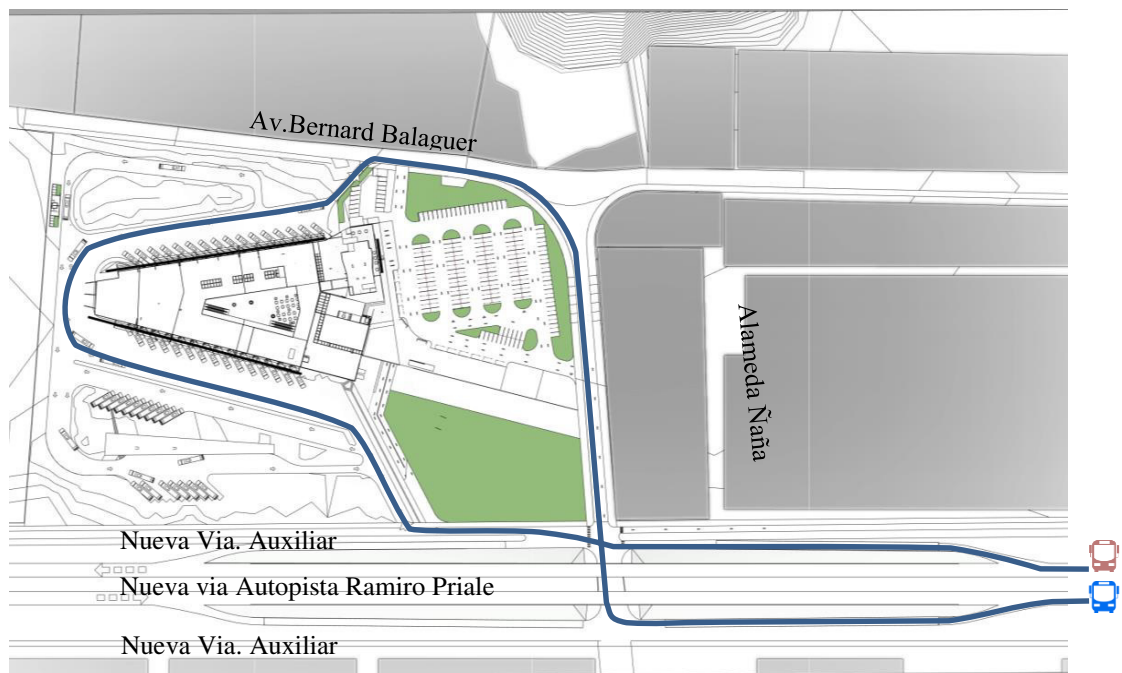 Av.Bernard Balaguer
Alameda Ñaña
Nueva Via. Auxiliar
Nueva via Autopista Ramiro Priale
Nueva Via. Auxiliar